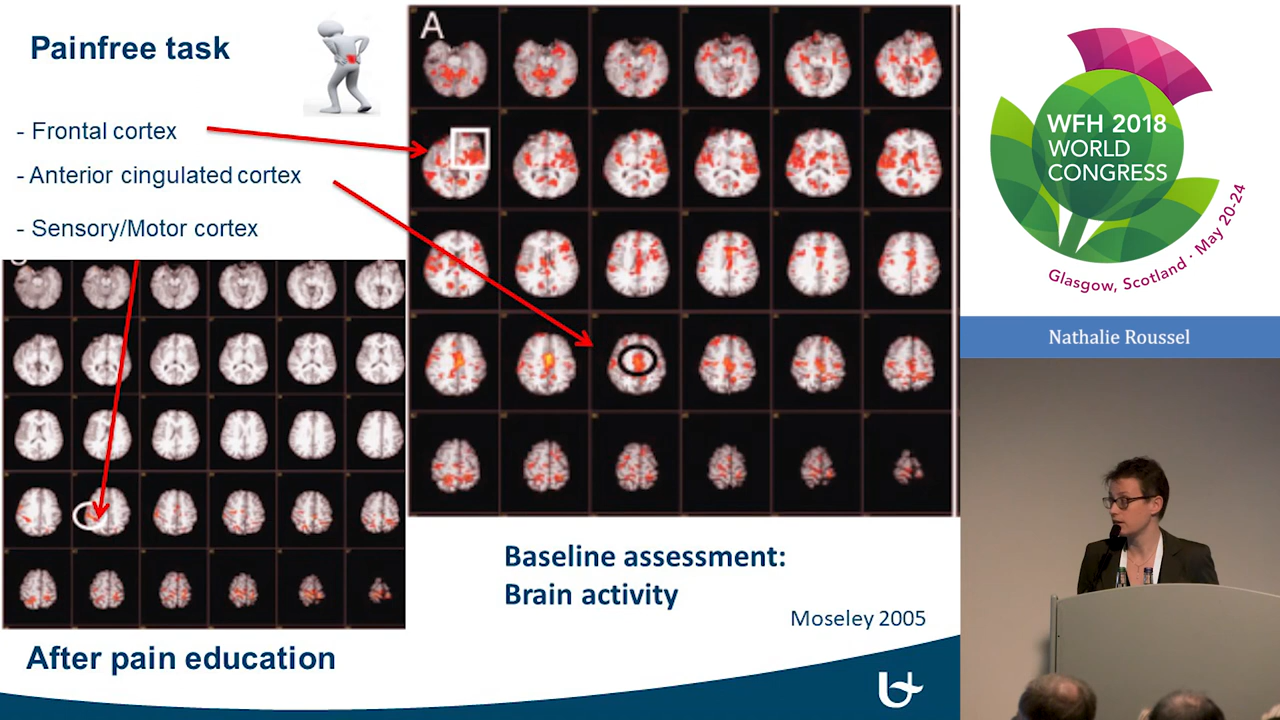 Painfree task
- Frontal cortex
- Anterior cingulated cortex
- Sensory/Motor cortex
A
Baseline assessment:
Brain activity
Moseley 2005
After pain education
WFH 2018
WORLD
CONGRESS
Glasgow, Scotland · May 20-24
Nathalie Roussel